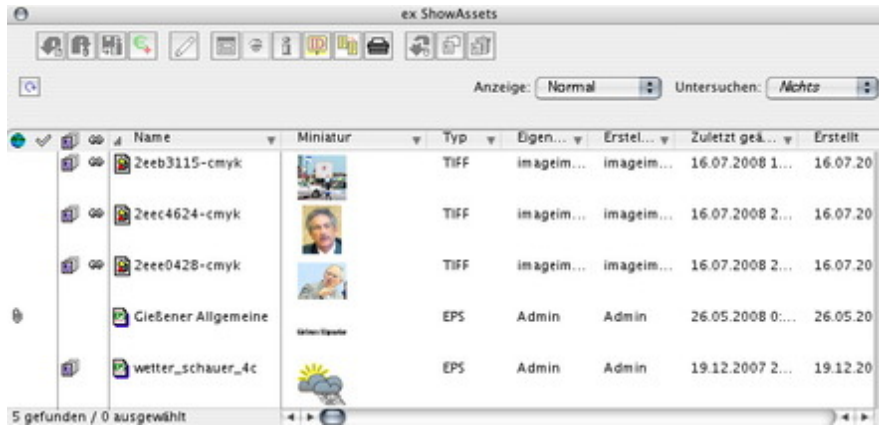 ex ShowAssets
Anzeige: Normal Untersuchen: Nichts
Name Miniatur Typ Eigen... Erstel... Zuletzt geä... Erstellt
2eeb3115-cmyk TIFF imageim... imageim... 16.07.2008 1... 16.07.20
2eec4624-cmyk TIFF imageim... imageim... 16.07.2008 2... 16.07.20
2eee0428-cmyk TIFF imageim... imageim... 16.07.2008 2... 16.07.20
Gießener Allgemeine EPS Admin Admin 26.05.2008 0:... 26.05.20
wetter_schauer_4c EPS Admin Admin 19.12.2007 2... 19.12.20
5 gefunden / 0 ausgewählt